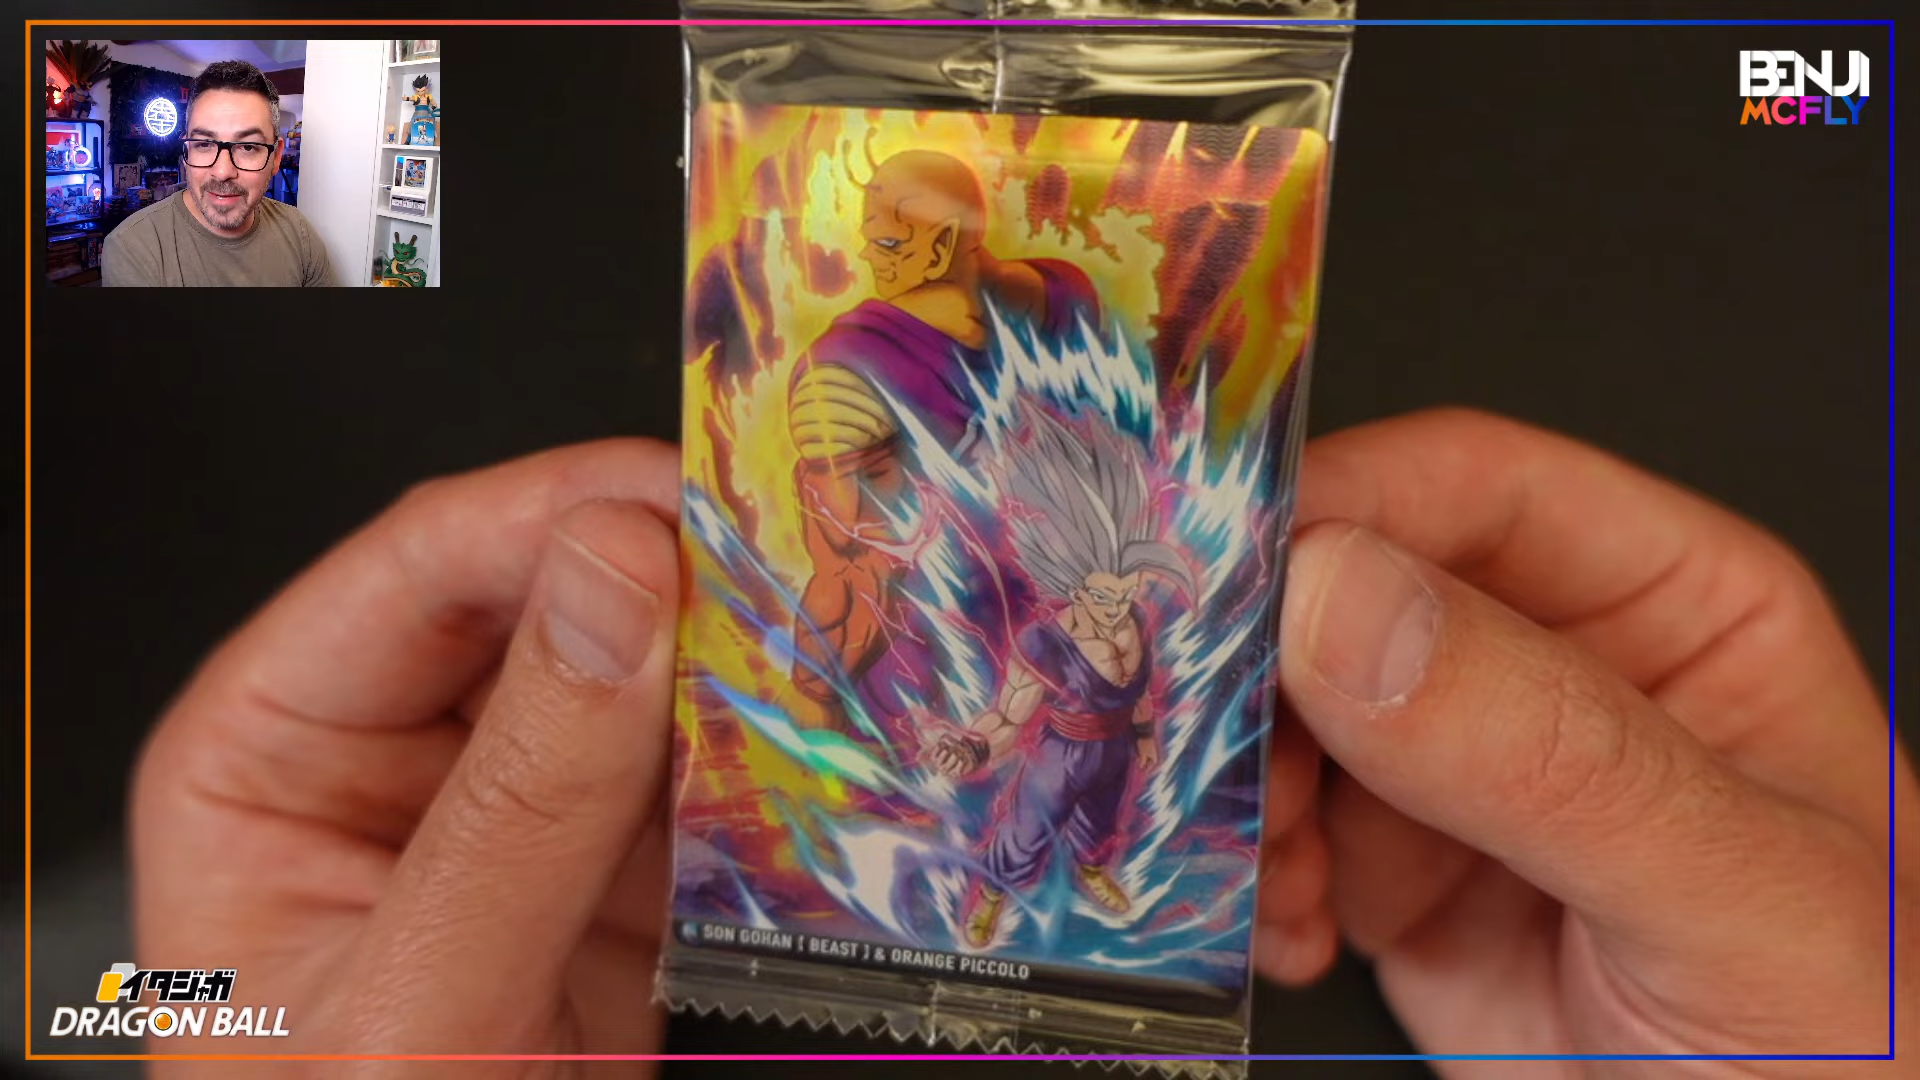 BENJI
MCFLY
SON GOHAN [ BEAST ] & ORANGE PICCOLO
イタジャガ
DRAGON BALL